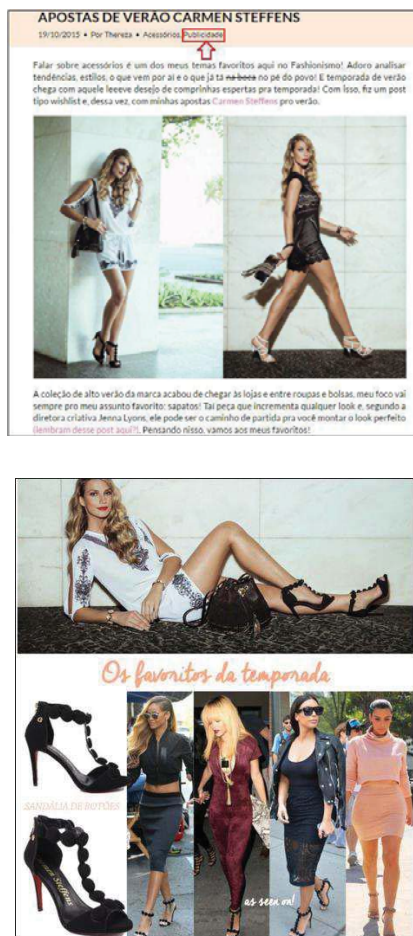 APOSTAS DE VERÃO CARMEN STEFFENS
19/10/2015 • Por Thereza • Acessórios, Publicidade
Falar sobre acessórios é um dos meus temas favoritos aqui no Fashionismo! Adoro analisar
tendências, estilos, o que vem por aí e o que já tá na boca no pé do povo! E temporada de verão
chega com aquele leeeve desejo de comprinhas espertas pra temporada! Com isso, fiz um post
tipo wishlist e, dessa vez, com minhas apostas Carmen Steffens pro verão.
A coleção de alto verão da marca acabou de chegar às lojas e entre roupas e bolsas, meu foco vai
sempre pro meu assunto favorito: sapatos! Taí peça que incrementa qualquer look e, segundo a
diretora criativa Jenna Lyons, ele pode ser o caminho de partida pra você montar o look perfeito
(lembram desse post aqui?). Pensando nisso, vamos aos meus favoritos!
Os favoritos da temporada
SANDÁLIA DE BOTÕES
Carmen Steffens
as seen on!